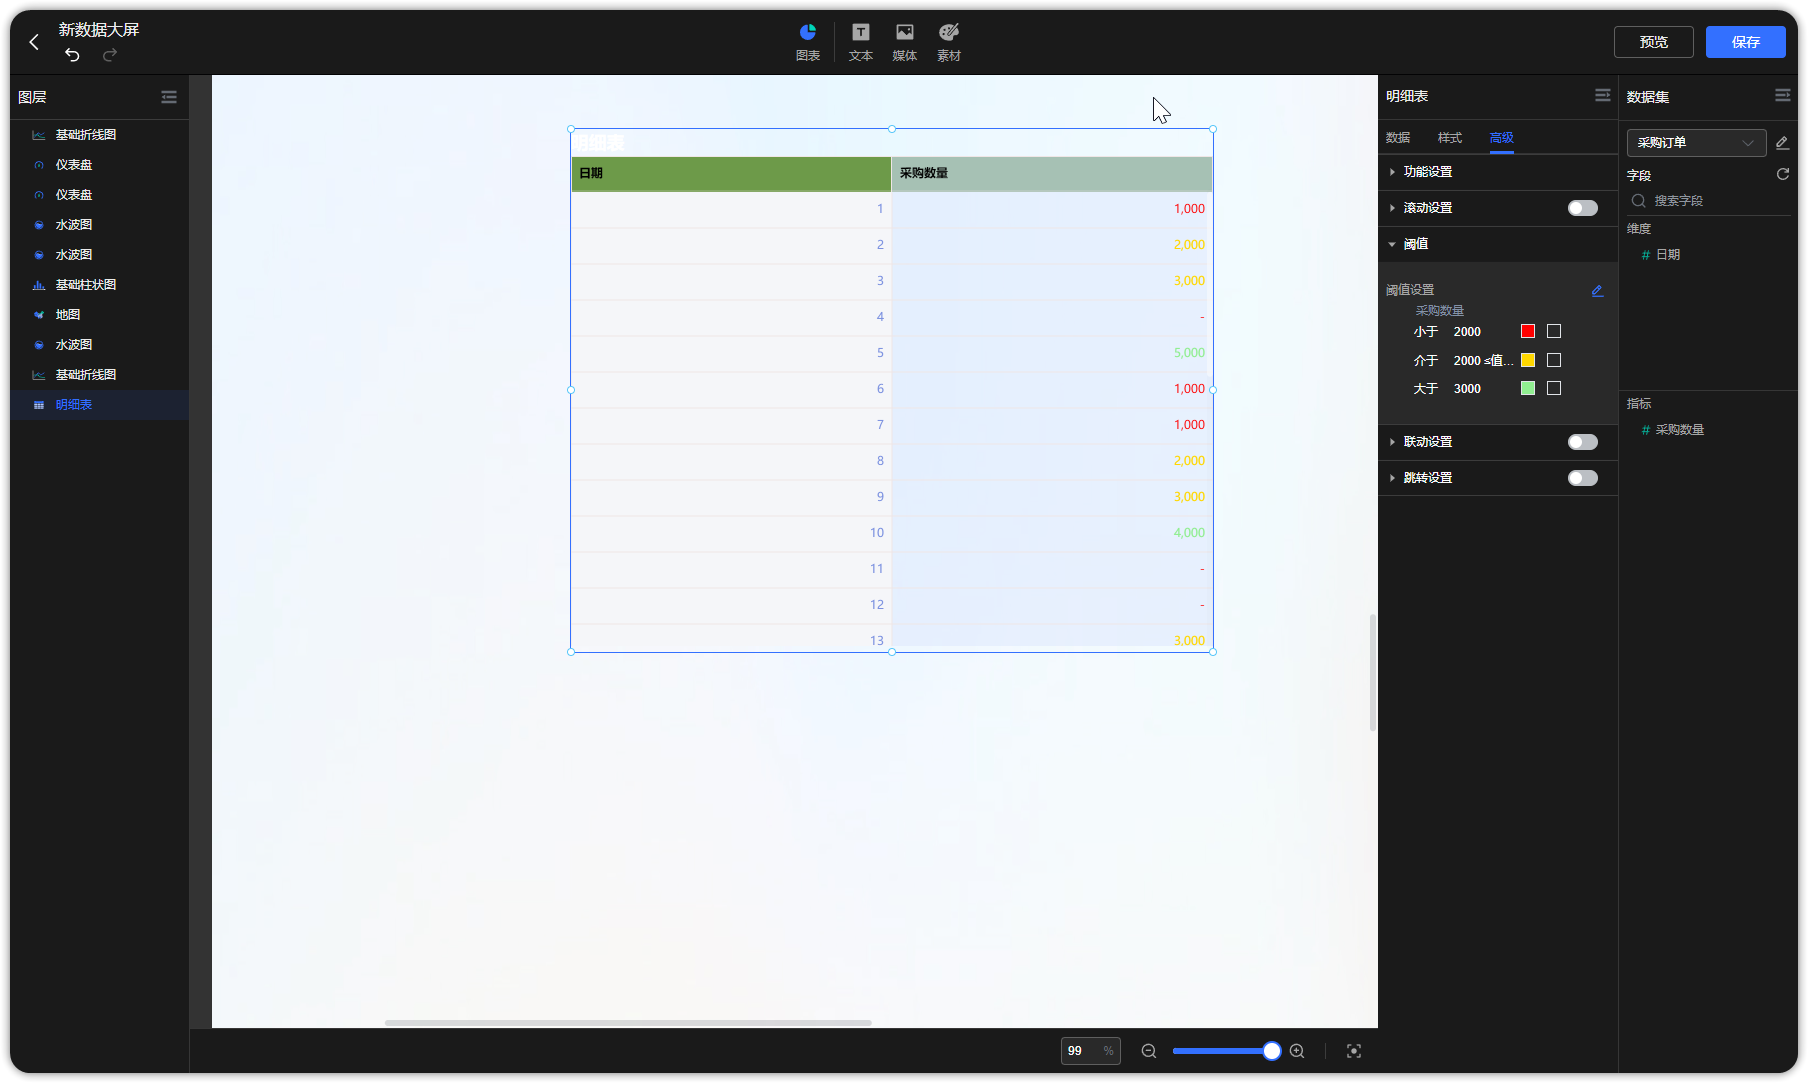 新数据大屏
图表
文本
媒体
素材
预览
保存
图层
基础折线图
仪表盘
仪表盘
水波图
水波图
基础柱状图
地图
水波图
基础折线图
明细表
明细表
日期 采购数量
1 1,000
2 2,000
3 3,000
4 -
5 5,000
6 1,000
7 1,000
8 2,000
9 3,000
10 4,000
11 -
12 -
13 3,000
99 %
明细表
数据 样式 高级
功能设置
滚动设置
阈值
阈值设置
采购数量
小于 2000
介于 2000 ≤值...
大于 3000
联动设置
跳转设置
数据集
采购订单
字段
搜索字段
维度
# 日期
指标
# 采购数量